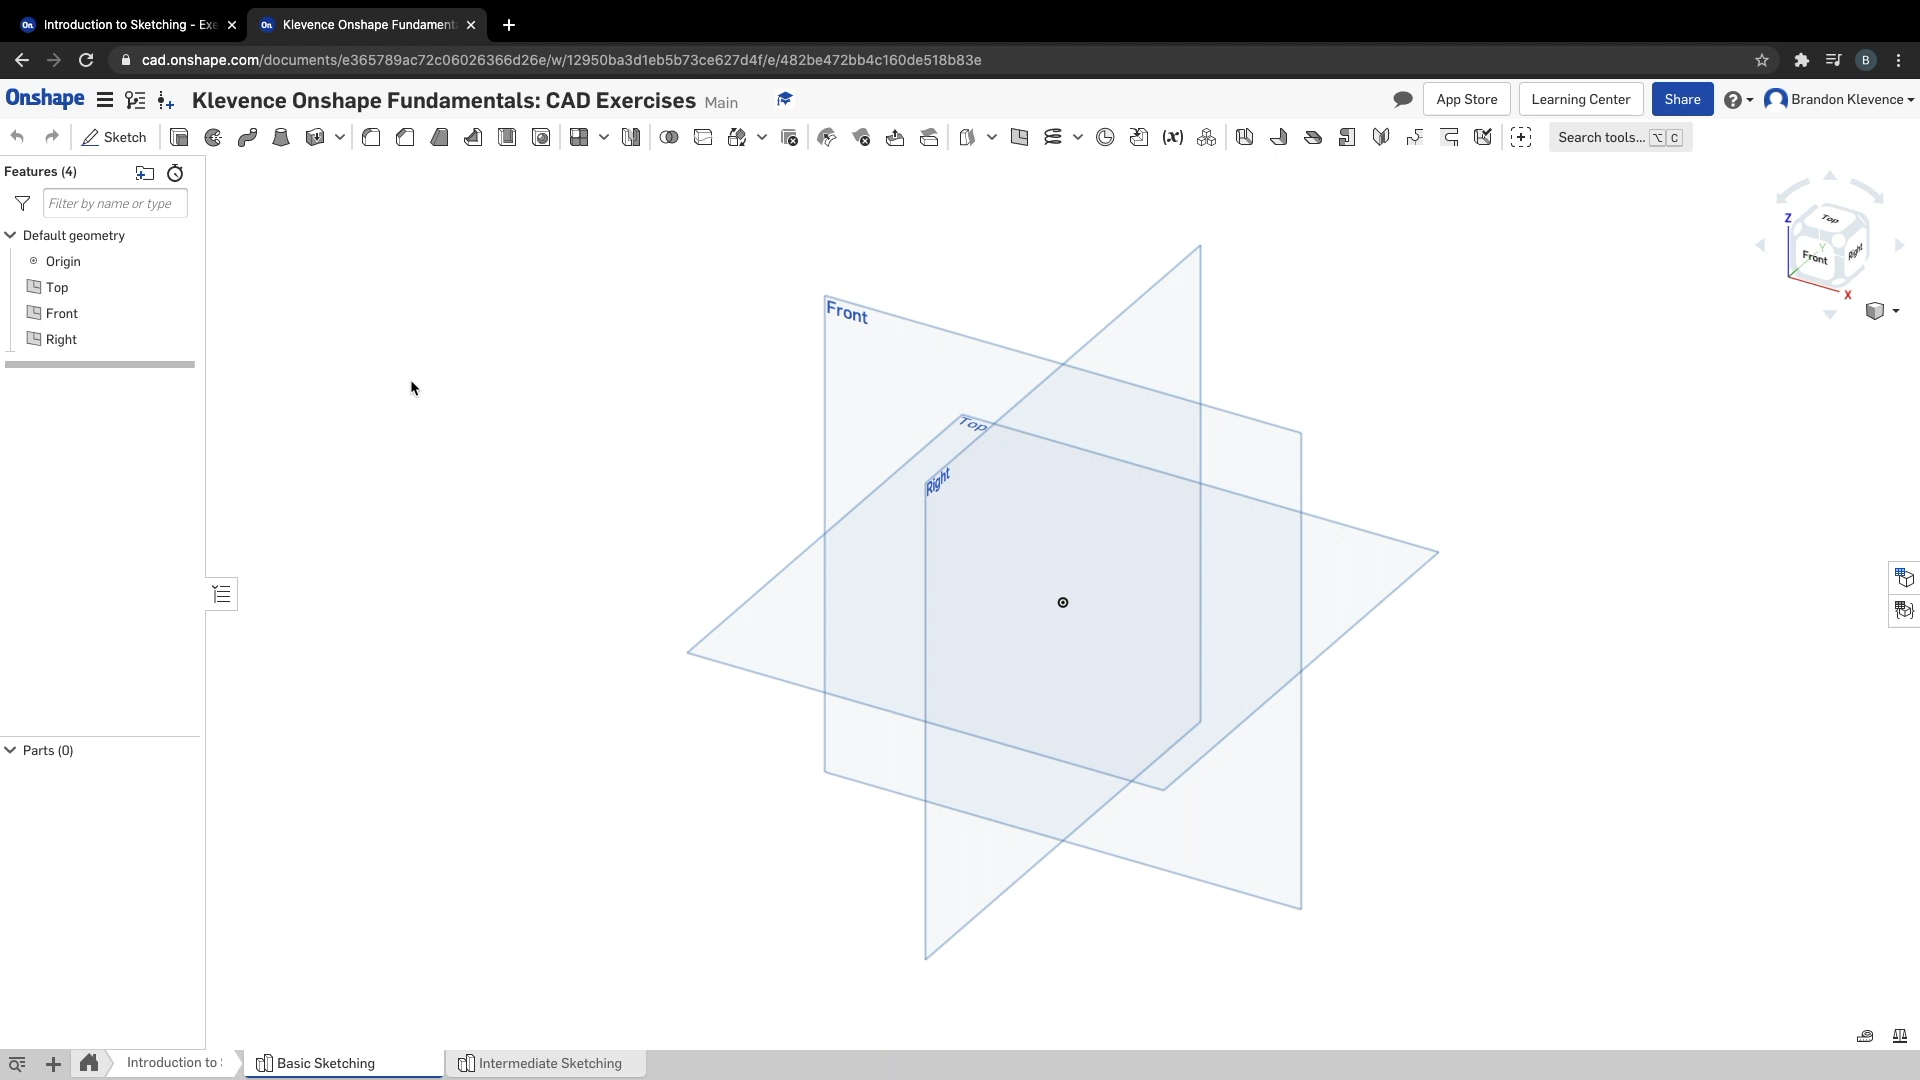 Introduction to Sketching - Exe
Klevence Onshape Fundament
cad.onshape.com/documents/e365789ac72c06026366d26e/w/12950ba3d1eb5b73ce627d4f/e/482be472bb4c160de518b83e
B
Onshape
Klevence Onshape Fundamentals: CAD Exercises Main
App Store
Learning Center
Share
Brandon Klevence
Sketch
Search tools... ⌥ C
Features (4)
Filter by name or type
Default geometry
Origin
Top
Front
Right
Parts (0)
Front
Top
Right
Z
Top
Front
Y
Right
X
Introduction to
Basic Sketching
Intermediate Sketching